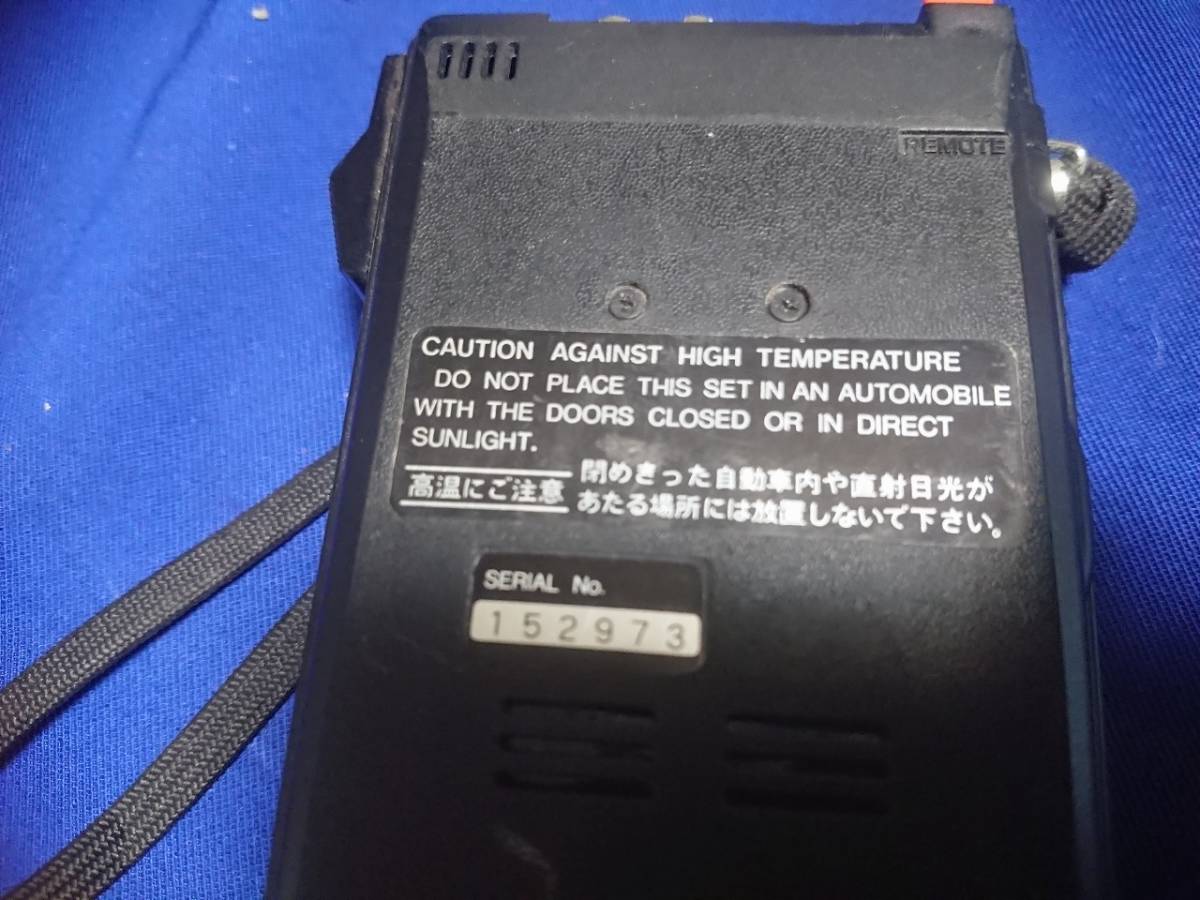 REMOTE
CAUTION AGAINST HIGH TEMPERATURE
DO NOT PLACE THIS SET IN AN AUTOMOBILE
WITH THE DOORS CLOSED OR IN DIRECT
SUNLIGHT.
高温にご注意
閉めきった自動車内や直射日光が
あたる場所には放置しないで下さい。
SERIAL No.
152973